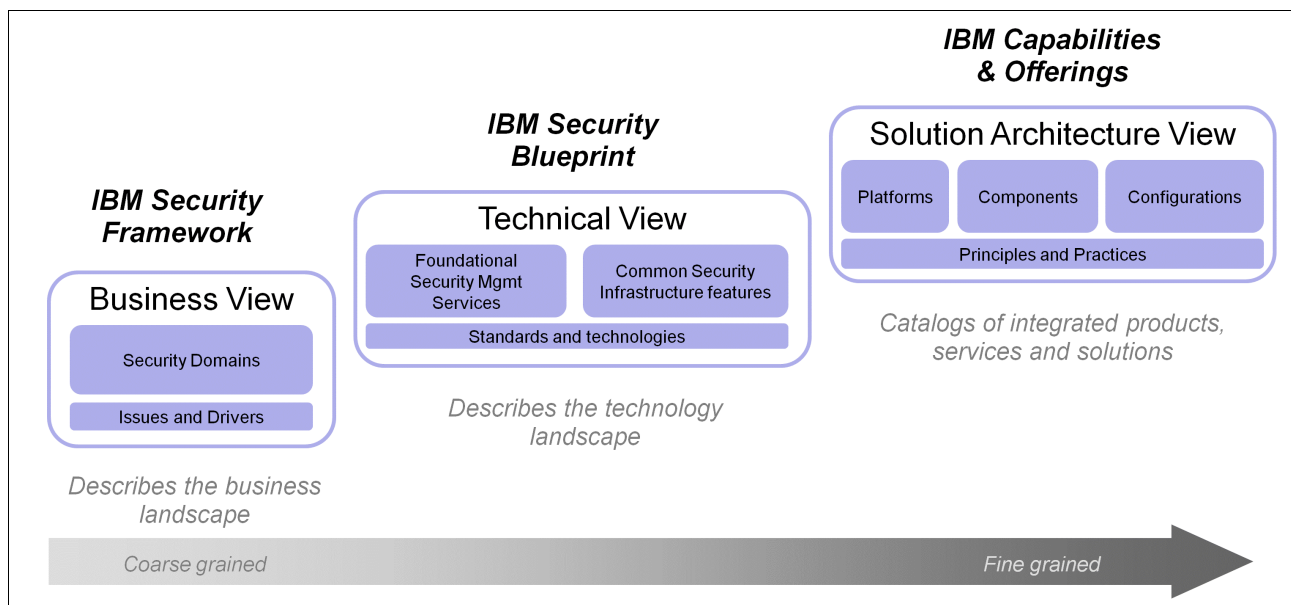 IBM Security
Framework
Business View
Security Domains
Issues and Drivers
Describes the business
landscape
IBM Security
Blueprint
Technical View
Foundational
Security Mgmt
Services
Common Security
Infrastructure features
Standards and technologies
Describes the technology
landscape
IBM Capabilities
& Offerings
Solution Architecture View
Platforms
Components
Configurations
Principles and Practices
Catalogs of integrated products,
services and solutions
Coarse grained
Fine grained